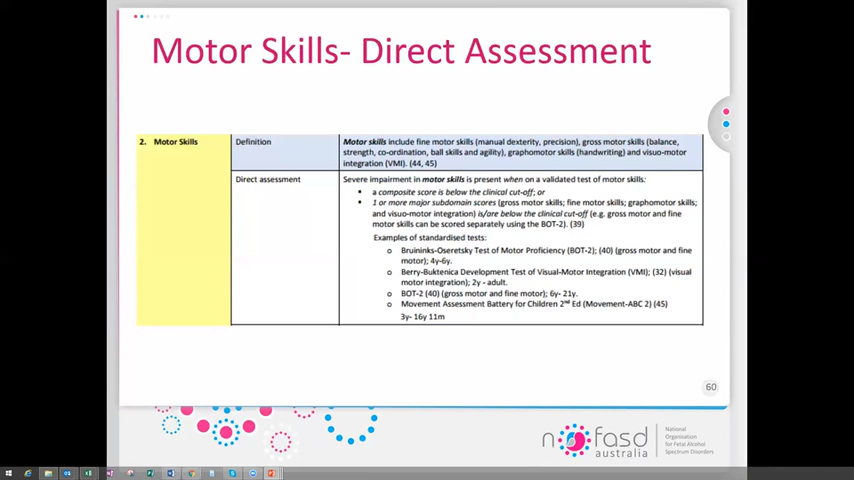 Motor Skills- Direct Assessment
2. Motor Skills
Definition
Motor skills include fine motor skills (manual dexterity, precision), gross motor skills (balance,
strength, co-ordination, ball skills and agility), graphomotor skills (handwriting) and visuo-motor
integration (VMI). (44, 45)
Direct assessment
Severe impairment in motor skills is present when on a validated test of motor skills:
▪ a composite score is below the clinical cut-off; or
▪ 1 or more major subdomain scores (gross motor skills; fine motor skills; graphomotor skills;
and visuo-motor integration) is/are below the clinical cut-off (e.g. gross motor and fine
motor skills can be scored separately using the BOT-2). (39)
Examples of standardised tests:
o Bruininks-Oseretsky Test of Motor Proficiency (BOT-2); (40) (gross motor and fine
motor); 4y-6y.
o Berry-Buktenica Development Test of Visual-Motor Integration (VMI); (32) (visual
motor integration); 2y - adult.
o BOT-2 (40) (gross motor and fine motor); 6y- 21y.
o Movement Assessment Battery for Children 2nd Ed (Movement-ABC 2) (45)
3y- 16y 11m
60
nofasd
australia
National
Organisation
for Fetal Alcohol
Spectrum Disorders